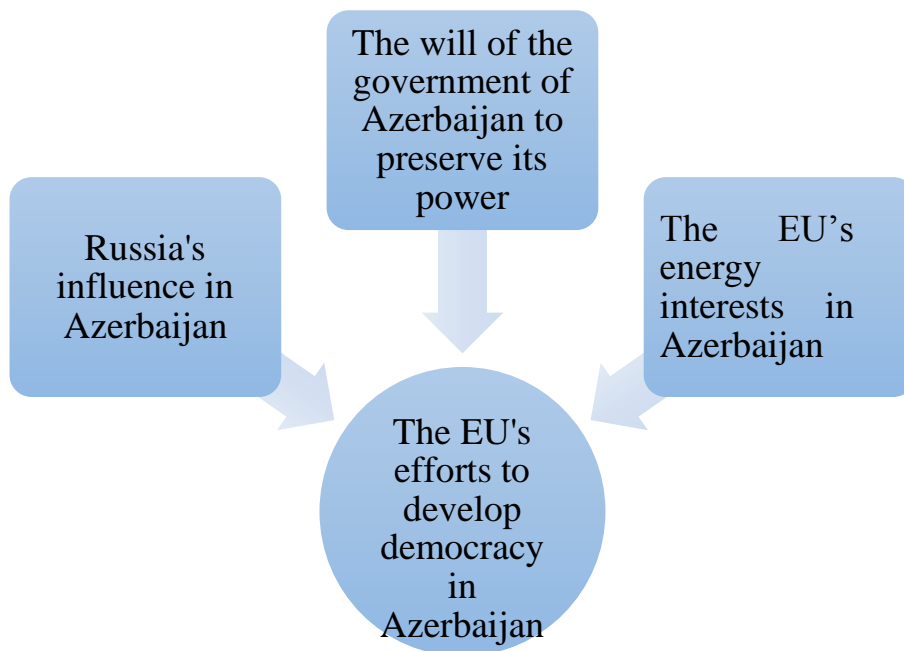 The will of the
government of
Azerbaijan to
preserve its
power
Russia's
influence in
Azerbaijan
The EU’s
energy
interests in
Azerbaijan
The EU's
efforts to
develop
democracy
in
Azerbaijan